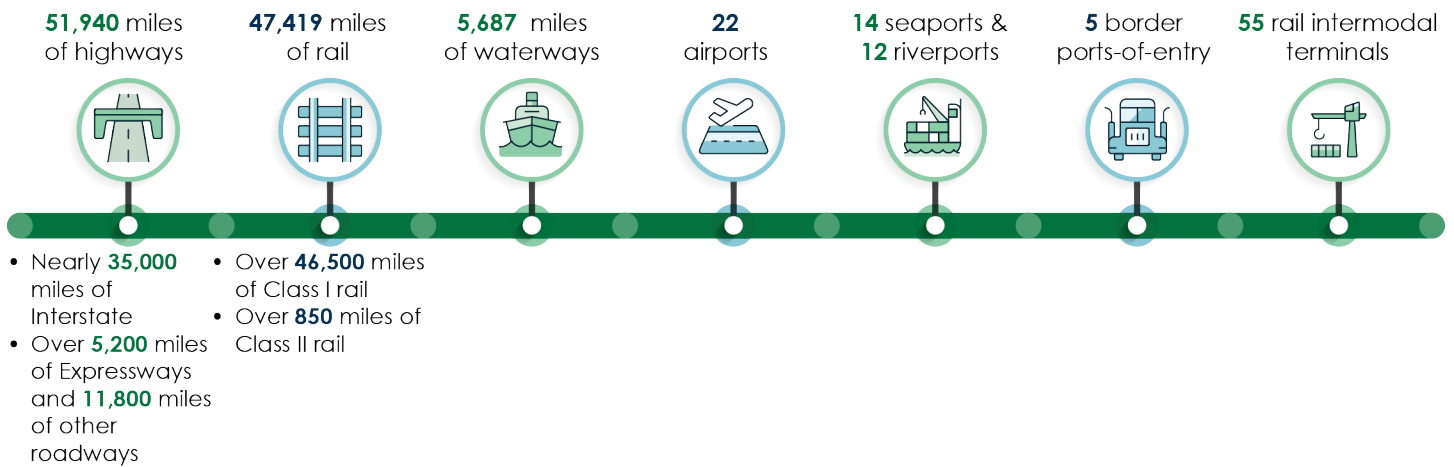 51,940 miles
of highways
47,419 miles
of rail
5,687 miles
of waterways
22
airports
14 seaports &
12 riverports
5 border
ports-of-entry
55 rail intermodal
terminals
• Nearly 35,000
miles of
Interstate
• Over 5,200 miles
of Expressways
and 11,800 miles
of other
roadways
• Over 46,500 miles
of Class I rail
• Over 850 miles of
Class II rail